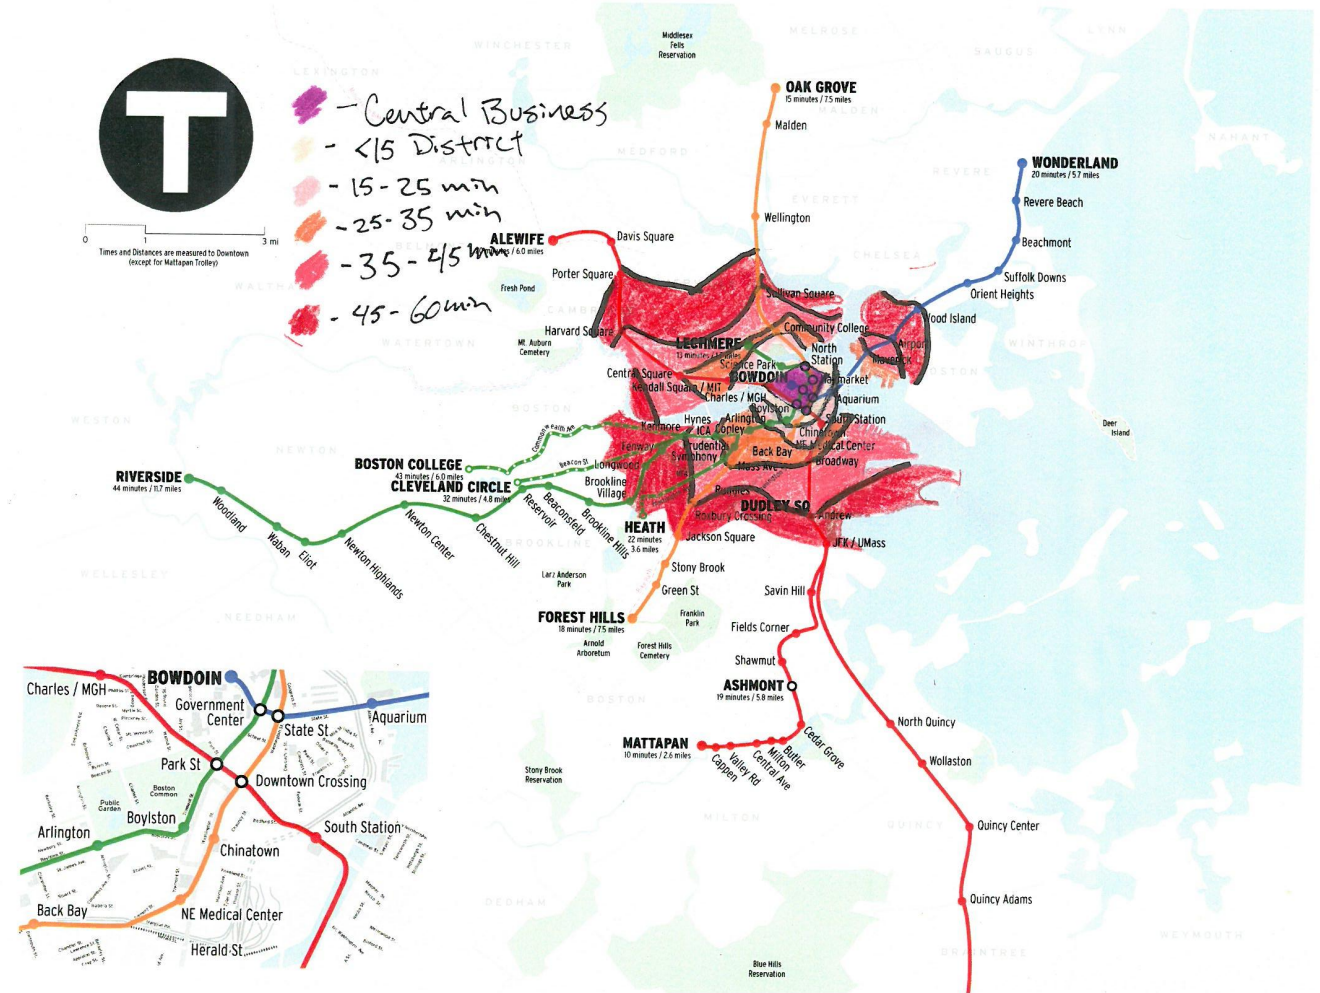 T
0 1 3 mi
Times and Distances are measured to Downtown
(except for Mattapan Trolley)
- Central Business
- <15 District
- 15-25 min
- 25-35 min
- 35-45 min
- 45-60 min
LEXINGTON
WINCHESTER
MELROSE
SAUGUS
LYNN
NAHANT
ARLINGTON
MEDFORD
MALDEN
EVERETT
REVERE
CHELSEA
WINTHROP
WATERTOWN
WESTON
NEWTON
BOSTON
BROOKLINE
WELLESLEY
NEEDHAM
BOSTON
MILTON
QUINCY
DEDHAM
WEYMOUTH
Middlesex
Fells
Reservation
OAK GROVE
15 minutes / 7.5 miles
Malden
Wellington
Sullivan Square
Community College
North
Station
Haymarket
WONDERLAND
20 minutes / 5.7 miles
Revere Beach
Beachmont
Suffolk Downs
Orient Heights
Wood Island
Airport
Maverick
Aquarium
Deer
Island
ALEWIFE
Davis Square
Porter Square
Harvard Square
Central Square
Kendall Square / MIT
Charles / MGH
Fresh Pond
Mt. Auburn
Cemetery
LECHMERE
Science Park
BOWDOIN
Boylston
Arlington
Copley
Hynes
ICA
Kenmore
South Station
Chinatown
NE Medical Center
Back Bay
Mass Ave
Broadway
Prudential
Symphony
Fenway
Longwood
Brookline
Village
Ruggles
Roxbury Crossing
Jackson Square
DUDLEY SQ
Andrew
JFK / UMass
Commonwealth Ave
Beacon St
BOSTON COLLEGE
43 minutes / 6.0 miles
CLEVELAND CIRCLE
32 minutes / 4.8 miles
RIVERSIDE
44 minutes / 11.7 miles
Woodland
Waban
Eliot
Newton Highlands
Newton Center
Chestnut Hill
Reservoir
Beaconsfield
Brookline Hills
HEATH
22 minutes
3.6 miles
Stony Brook
Green St
FOREST HILLS
18 minutes / 7.5 miles
Larz Anderson
Park
Arnold
Arboretum
Forest Hills
Cemetery
Franklin
Park
Savin Hill
Fields Corner
Shawmut
ASHMONT
19 minutes / 5.8 miles
Cedar Grove
Butler
Milton
Central Ave
Valley Rd
Cappen
MATTAPAN
10 minutes / 2.6 miles
North Quincy
Wollaston
Quincy Center
Quincy Adams
BRAINTREE
Stony Brook
Reservation
Blue Hills
Reservation
Charles / MGH
BOWDOIN
Government
Center
State St
Aquarium
Park St
Downtown Crossing
Public
Garden
Boston
Common
Boylston
Arlington
South Station
Chinatown
Back Bay
NE Medical Center
Herald St